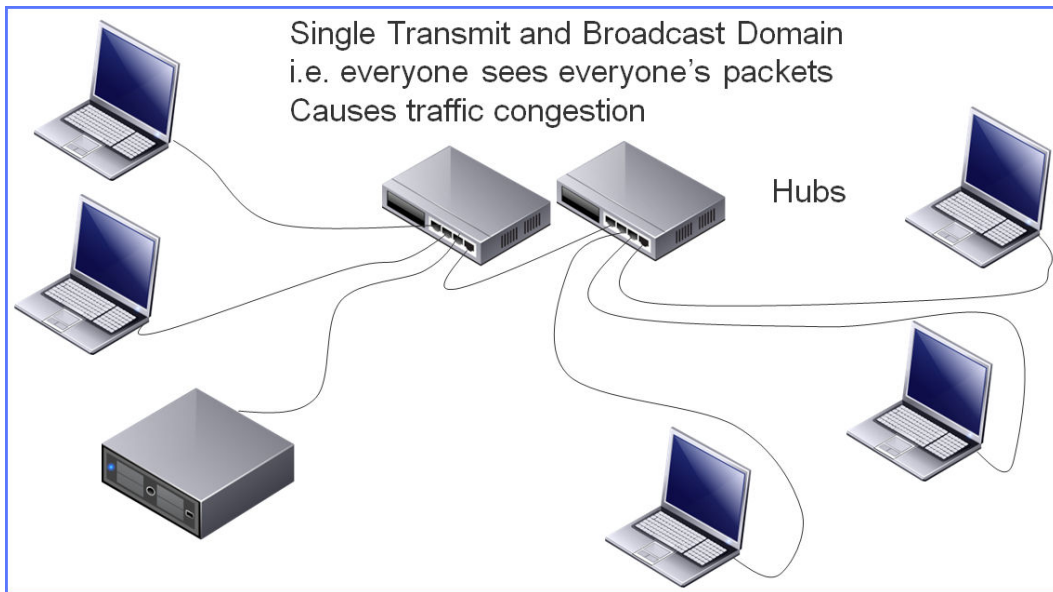 Single Transmit and Broadcast Domain
i.e. everyone sees everyone’s packets
Causes traffic congestion
Hubs